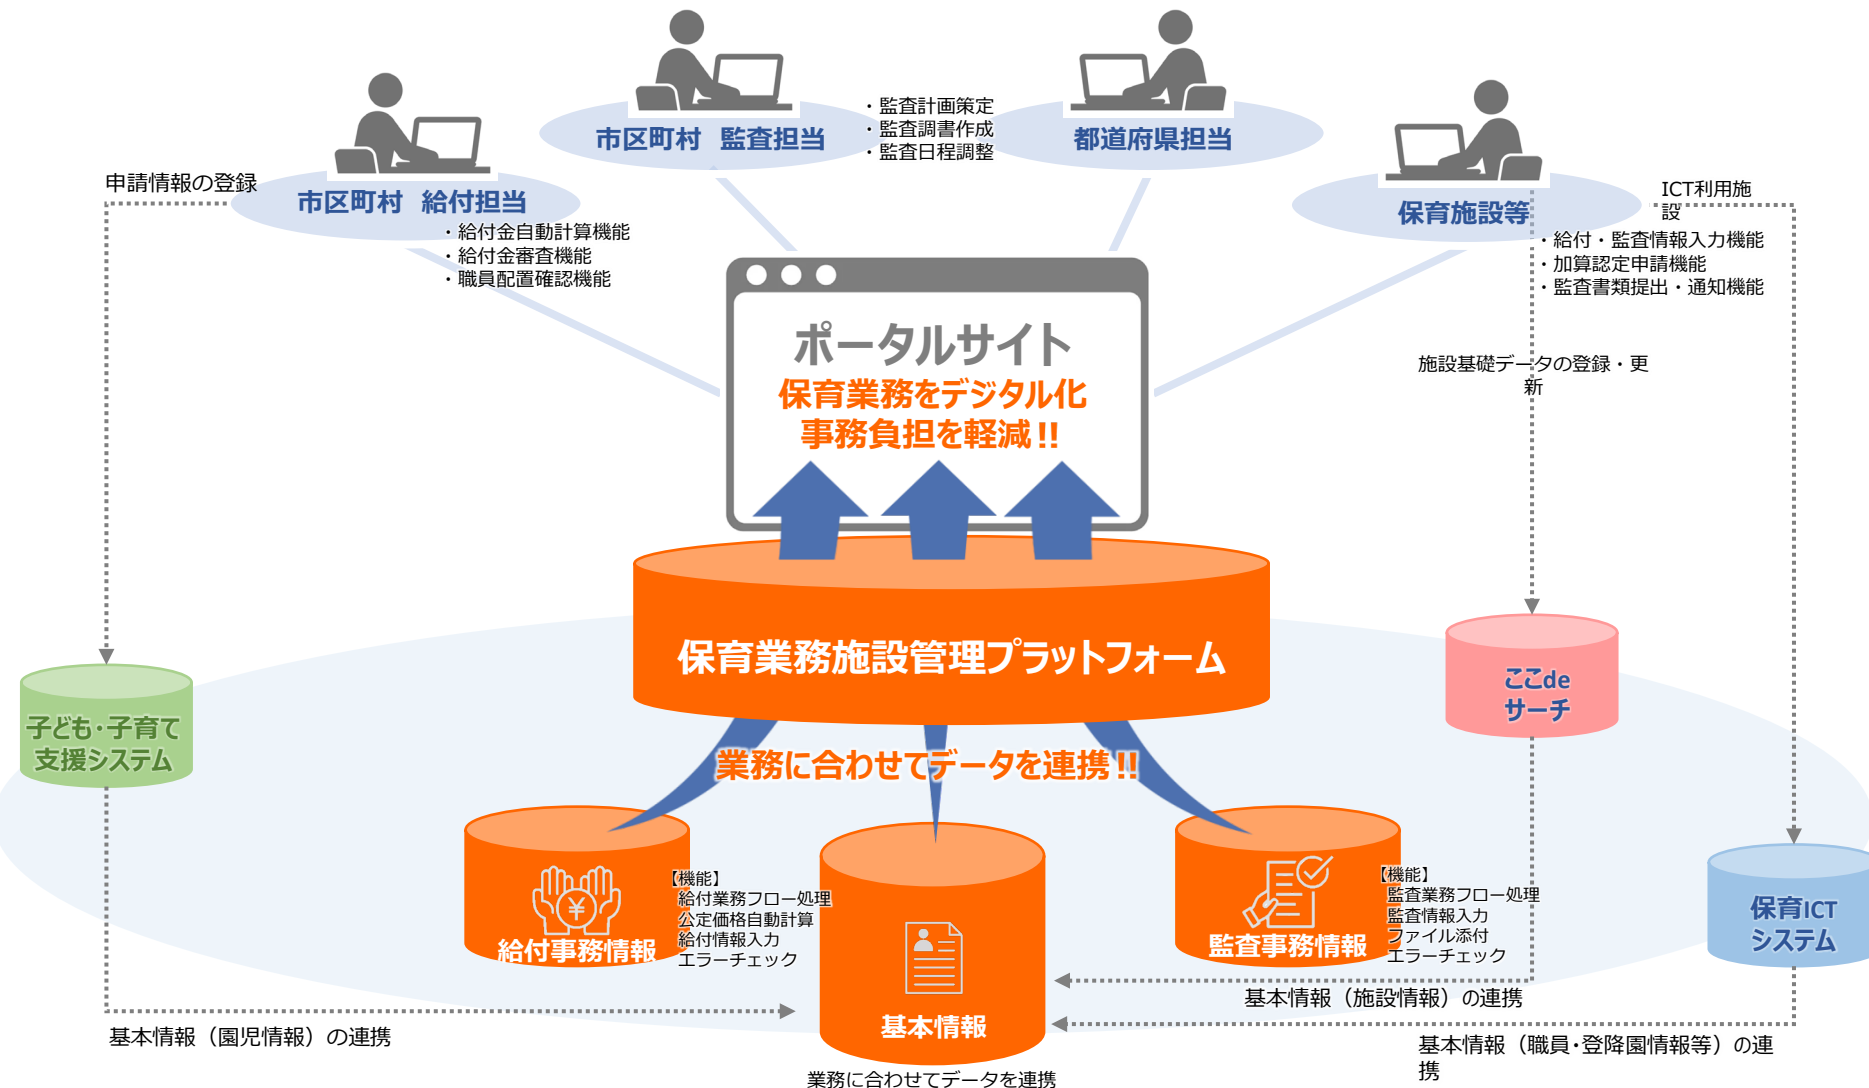 市区町村　監査担当
・監査計画策定
・監査調書作成
・監査日程調整
都道府県担当
申請情報の登録
市区町村　給付担当
・給付金自動計算機能
・給付金審査機能
・職員配置確認機能
保育施設等
ICT利用施
設
・給付・監査情報入力機能
・加算認定申請機能
・監査書類提出・通知機能
ポータルサイト
保育業務をデジタル化
事務負担を軽減!!
施設基礎データの登録・更
新
保育業務施設管理プラットフォーム
子ども・子育て
支援システム
ここde
サーチ
業務に合わせてデータを連携!!
給付事務情報
【機能】
給付業務フロー処理
公定価格自動計算
給付情報入力
エラーチェック
基本情報
監査事務情報
【機能】
監査業務フロー処理
監査情報入力
ファイル添付
エラーチェック
保育ICT
システム
基本情報（園児情報）の連携
基本情報（施設情報）の連携
基本情報（職員・登降園情報等）の連
携
業務に合わせてデータを連携